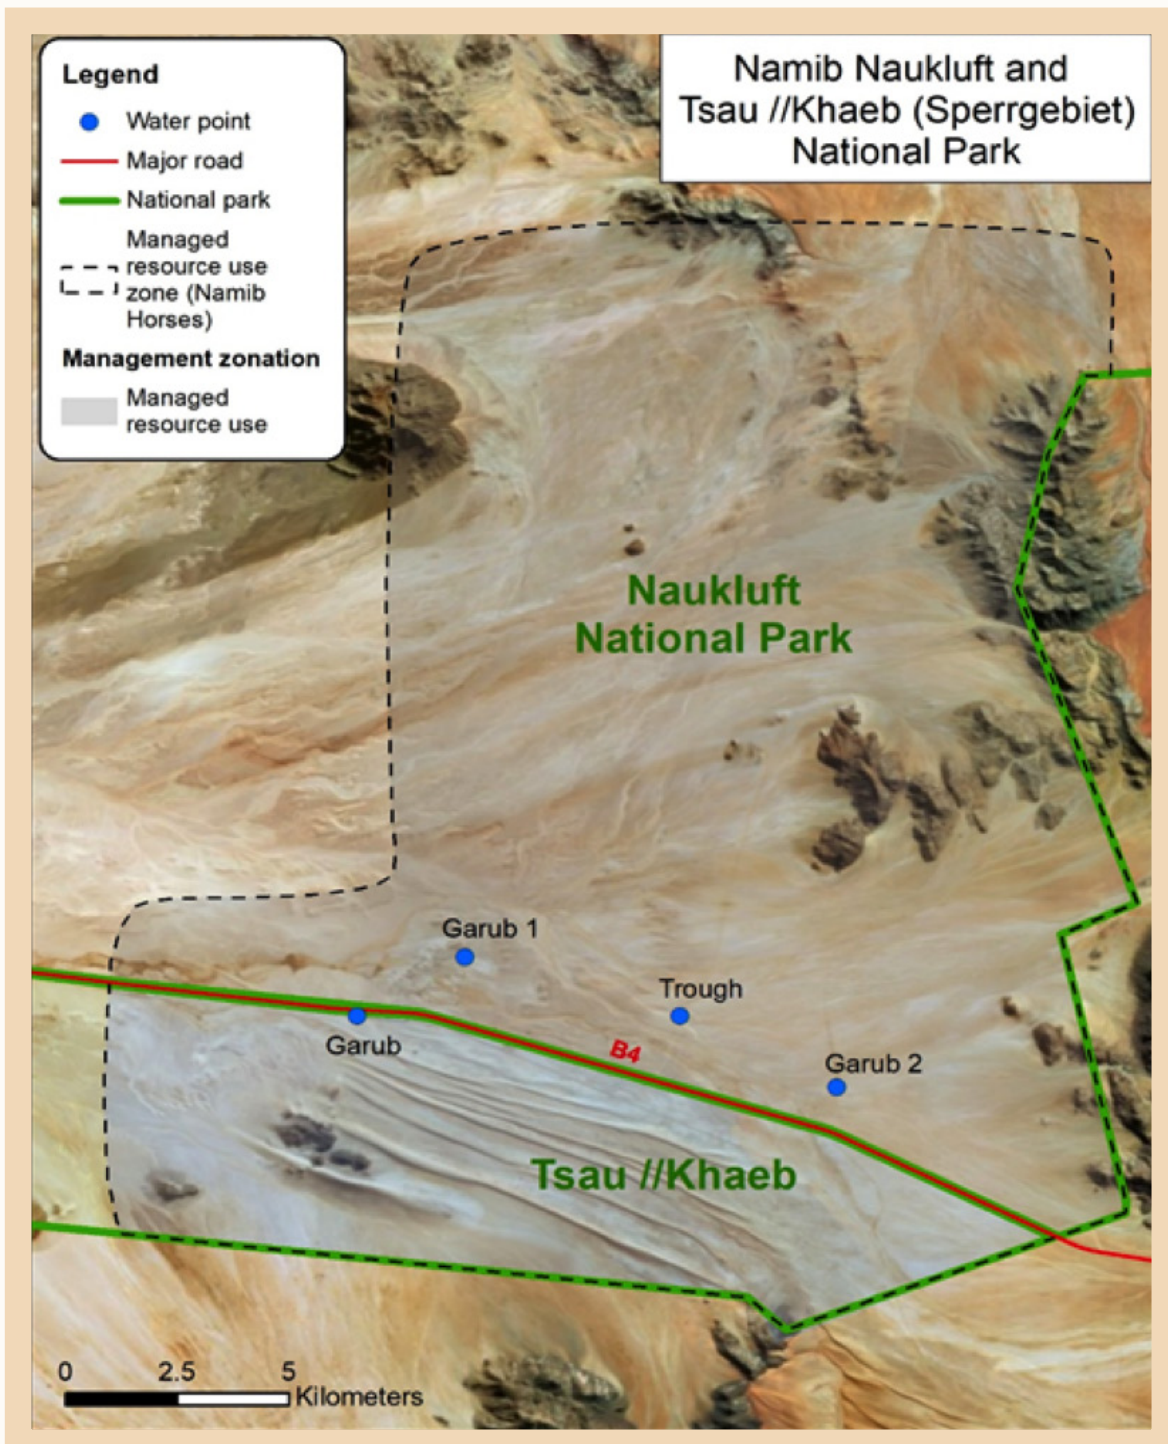 Legend
Water point
Major road
National park
Managed
resource use
zone (Namib
Horses)
Management zonation
Managed
resource use
Namib Naukluft and
Tsau //Khaeb (Sperrgebiet)
National Park
Naukluft
National Park
Garub 1
Trough
Garub
B4
Garub 2
Tsau //Khaeb
0 2.5 5
Kilometers